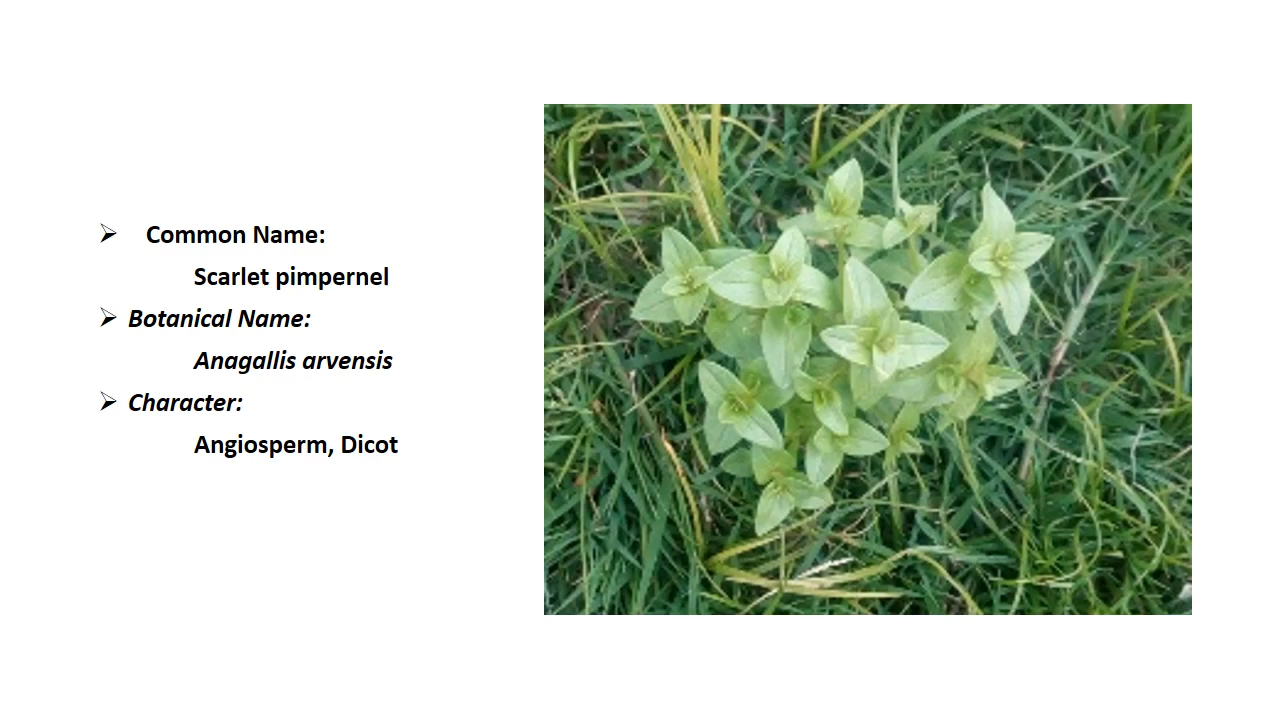 ➢ Common Name:
Scarlet pimpernel
➢ Botanical Name:
Anagallis arvensis
➢ Character:
Angiosperm, Dicot